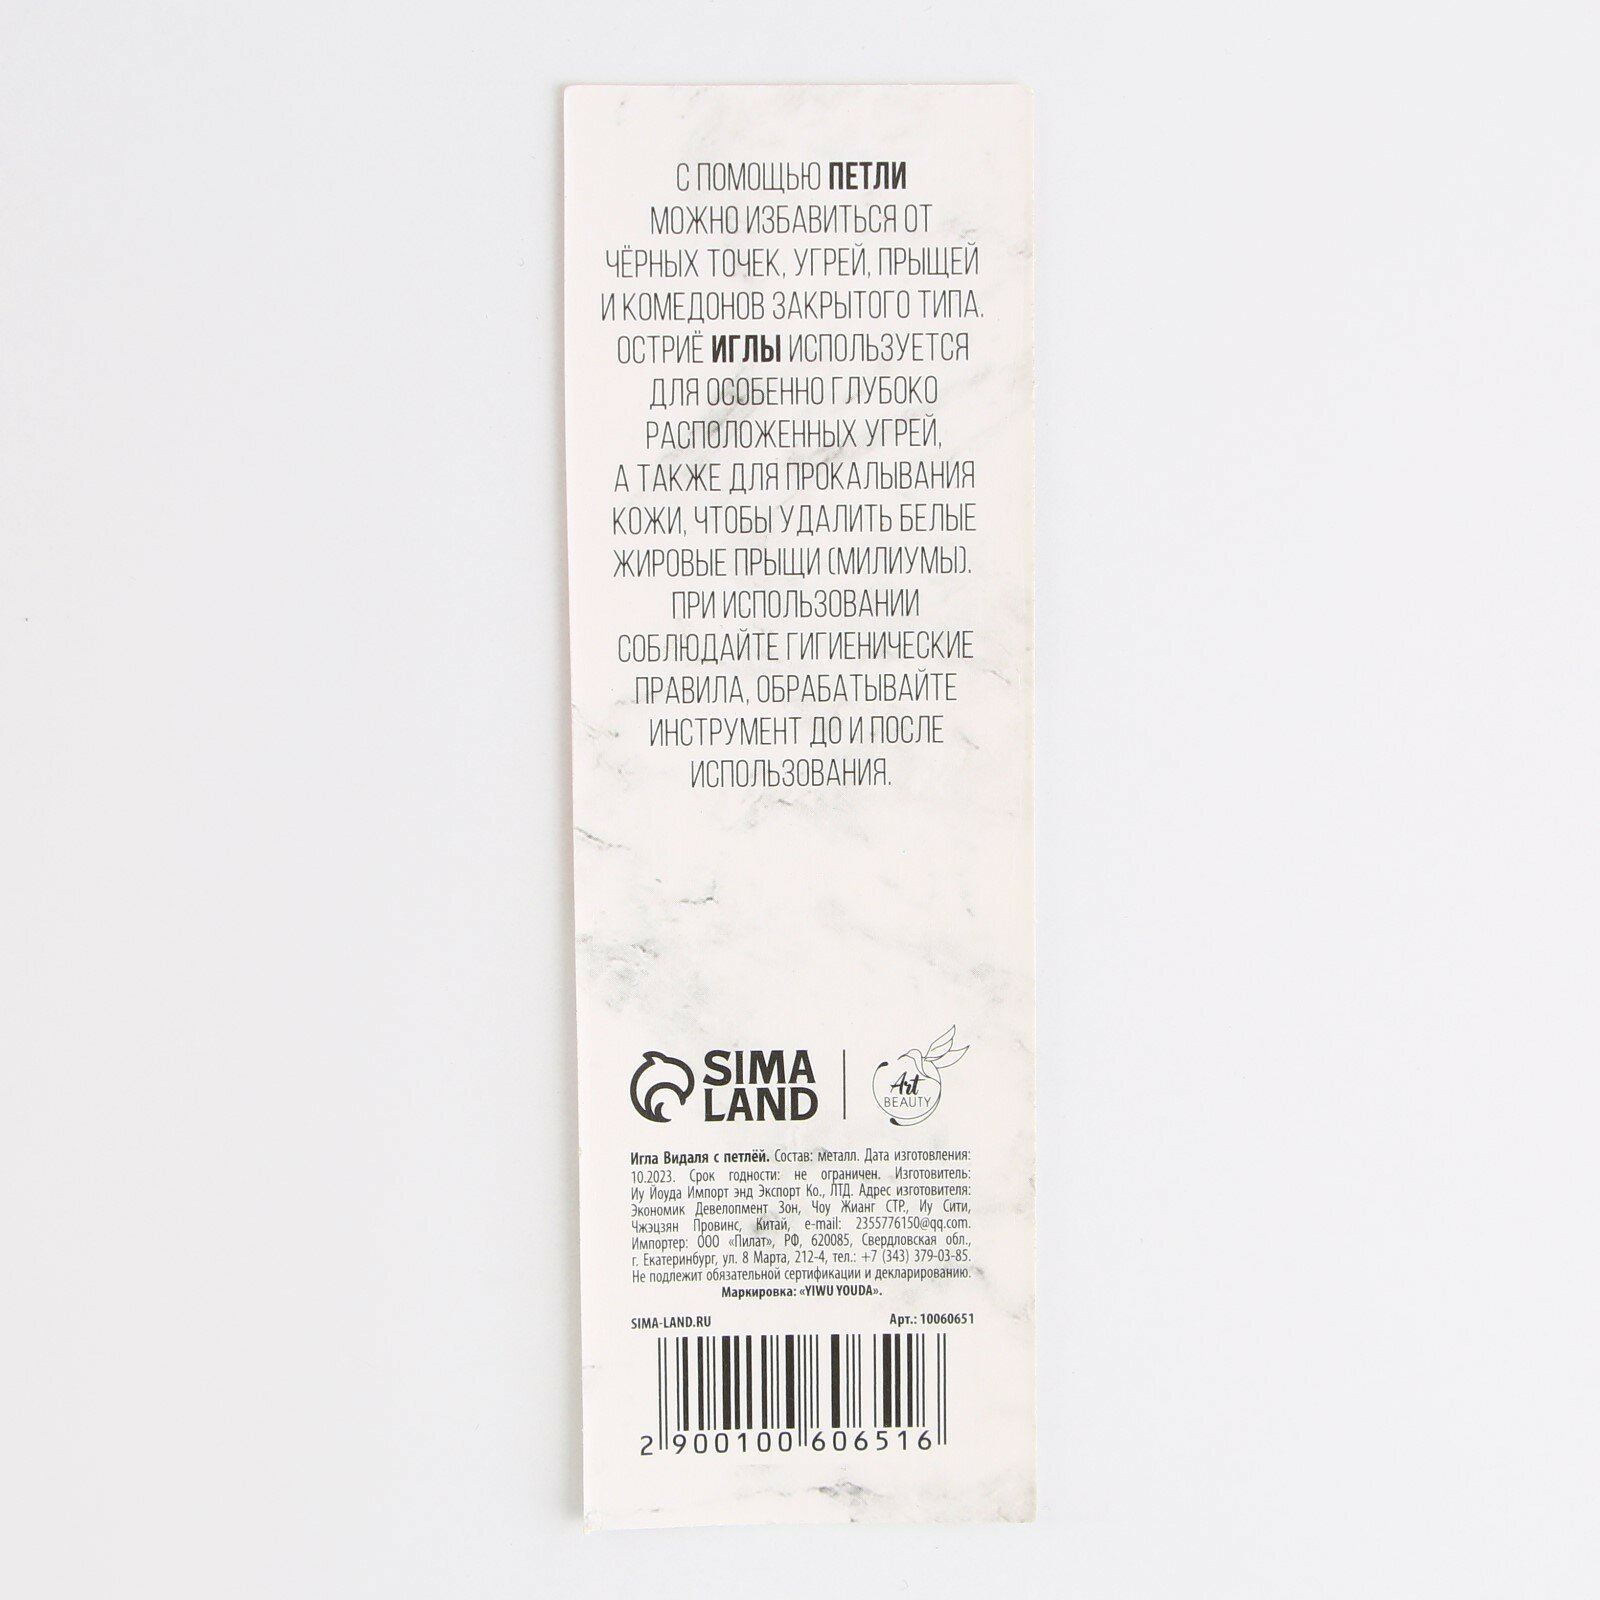 С ПОМОЩЬЮ ПЕТЛИ
МОЖНО ИЗБАВИТЬСЯ ОТ
ЧЁРНЫХ ТОЧЕК, УГРЕЙ, ПРЫЩЕЙ
И КОМЕДОНОВ ЗАКРЫТОГО ТИПА.
ОСТРИЁ ИГЛЫ ИСПОЛЬЗУЕТСЯ
ДЛЯ ОСОБЕННО ГЛУБОКО
РАСПОЛОЖЕННЫХ УГРЕЙ,
А ТАКЖЕ ДЛЯ ПРОКАЛЫВАНИЯ
КОЖИ, ЧТОБЫ УДАЛИТЬ БЕЛЫЕ
ЖИРОВЫЕ ПРЫЩИ (МИЛИУМЫ).
ПРИ ИСПОЛЬЗОВАНИИ
СОБЛЮДАЙТЕ ГИГИЕНИЧЕСКИЕ
ПРАВИЛА, ОБРАБАТЫВАЙТЕ
ИНСТРУМЕНТ ДО И ПОСЛЕ
ИСПОЛЬЗОВАНИЯ.
SIMA
LAND
Art
BEAUTY
Игла Видаля с петлёй. Состав: металл. Дата изготовления:
10.2023. Срок годности: не ограничен. Изготовитель:
Иу Йоуда Импорт энд Экспорт Ко., ЛТД. Адрес изготовителя:
Экономик Девелопмент Зон, Чоу Жианг СТР., Иу Сити,
Чжэцзян Провинс, Китай, e-mail: 2355776150@qq.com.
Импортер: ООО «Пилат», РФ, 620085, Свердловская обл.,
г. Екатеринбург, ул. 8 Марта, 212-4, тел.: +7 (343) 379-03-85.
Не подлежит обязательной сертификации и декларированию.
Маркировка: «YIWU YOUDA».
SIMA-LAND.RU Арт.: 10060651
2 900100 606516